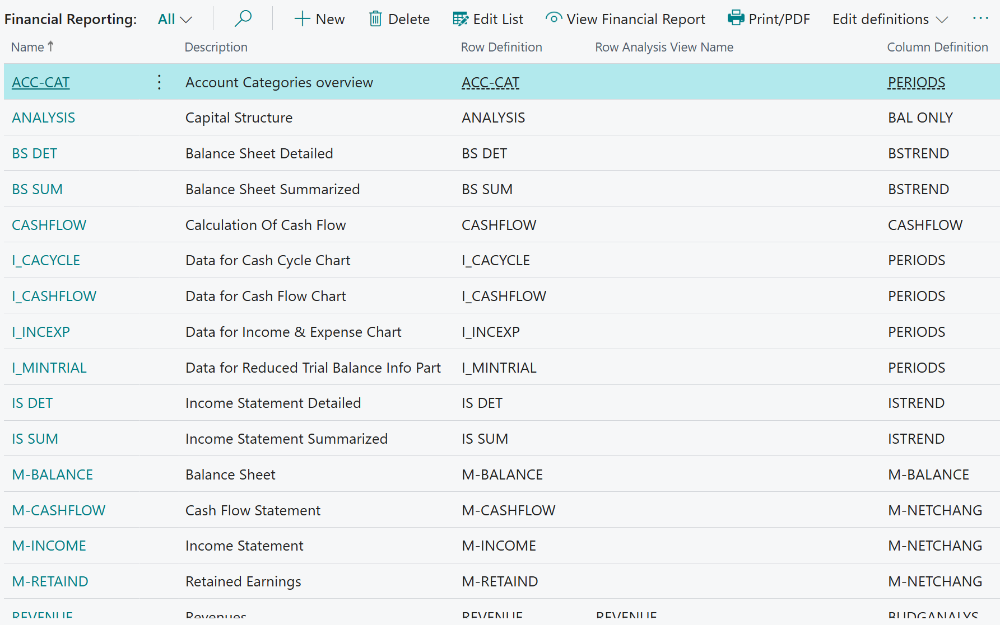 Financial Reporting: All New Delete Edit List View Financial Report Print/PDF Edit definitions
Name Description Row Definition Row Analysis View Name Column Definition
ACC-CAT Account Categories overview ACC-CAT PERIODS
ANALYSIS Capital Structure ANALYSIS BAL ONLY
BS DET Balance Sheet Detailed BS DET BSTREND
BS SUM Balance Sheet Summarized BS SUM BSTREND
CASHFLOW Calculation Of Cash Flow CASHFLOW CASHFLOW
I_CACYCLE Data for Cash Cycle Chart I_CACYCLE PERIODS
I_CASHFLOW Data for Cash Flow Chart I_CASHFLOW PERIODS
I_INCEXP Data for Income & Expense Chart I_INCEXP PERIODS
I_MINTRIAL Data for Reduced Trial Balance Info Part I_MINTRIAL PERIODS
IS DET Income Statement Detailed IS DET ISTREND
IS SUM Income Statement Summarized IS SUM ISTREND
M-BALANCE Balance Sheet M-BALANCE M-BALANCE
M-CASHFLOW Cash Flow Statement M-CASHFLOW M-NETCHANG
M-INCOME Income Statement M-INCOME M-NETCHANG
M-RETAIND Retained Earnings M-RETAIND M-NETCHANG
REVENUE Revenues REVENUE REVENUE BUDGANALYS